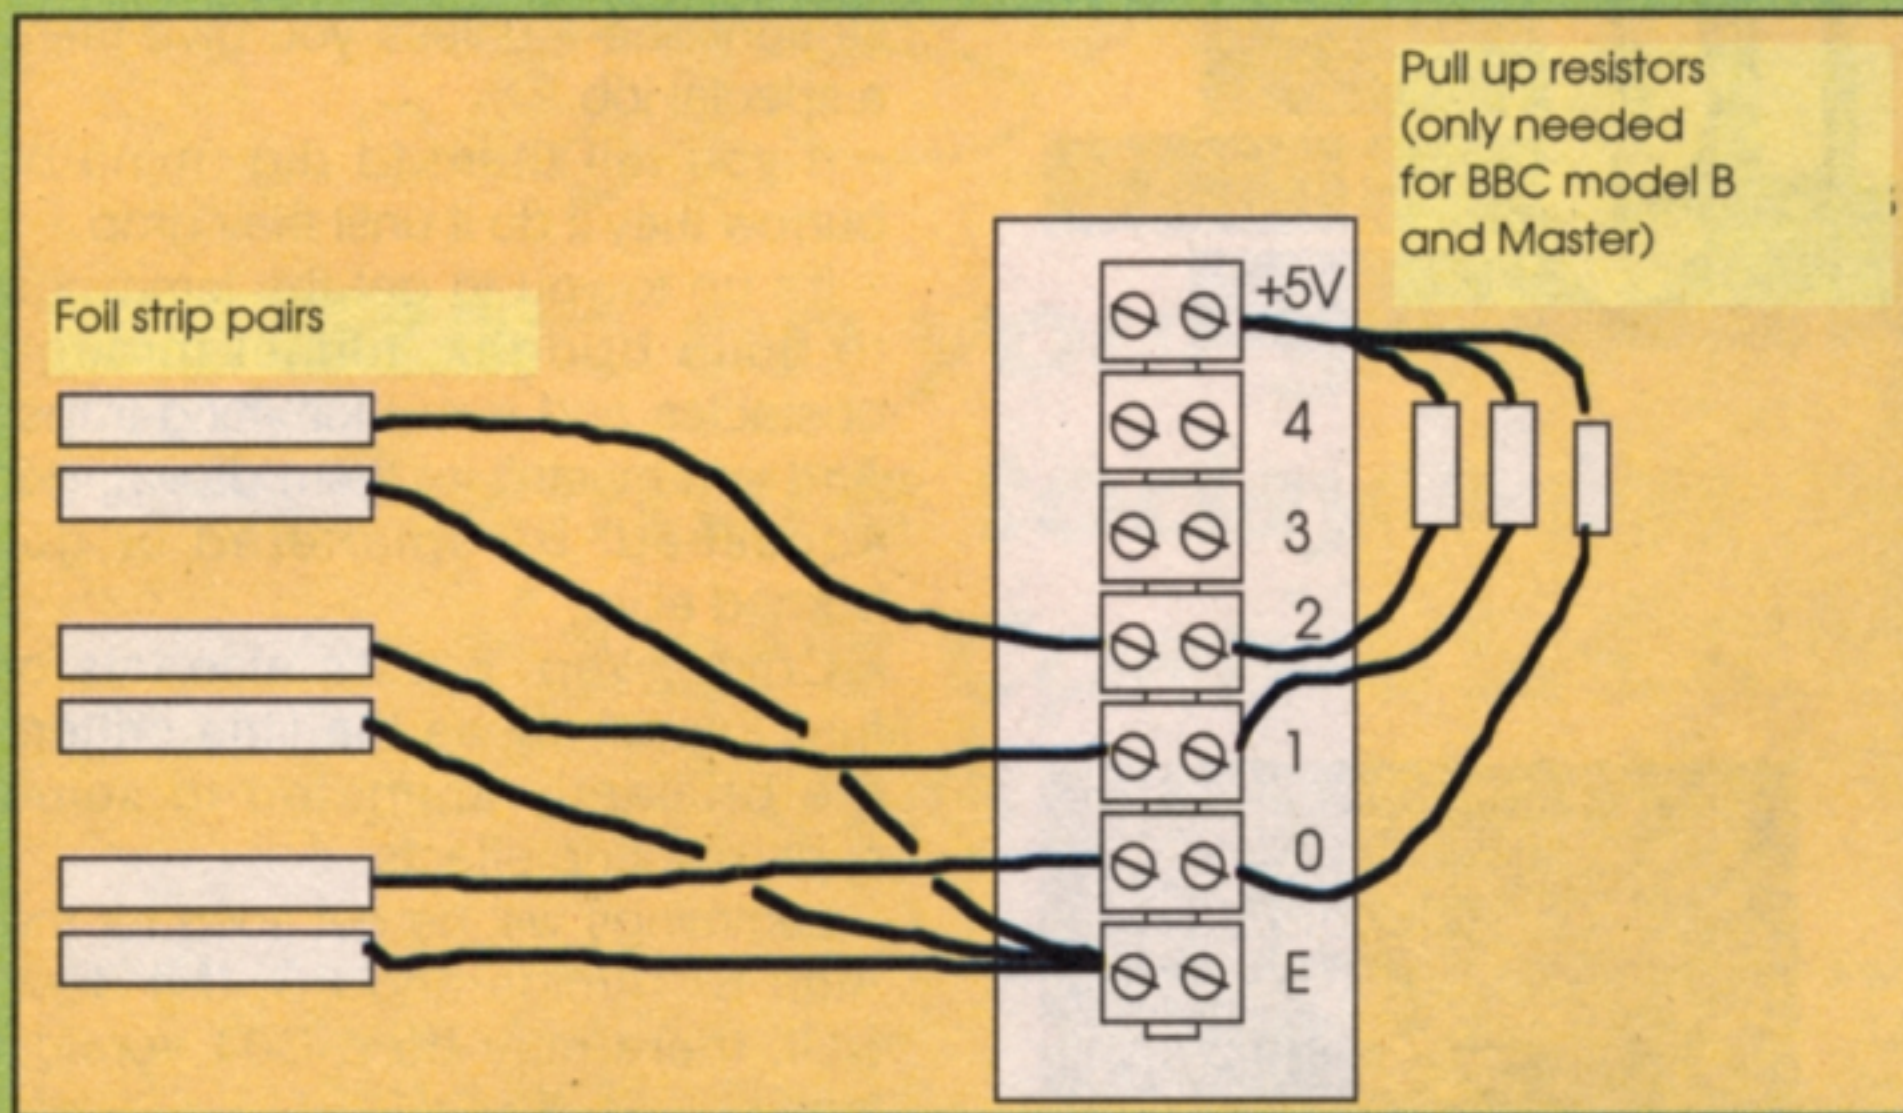 Pull up resistors
(only needed
for BBC model B
and Master)
Foil strip pairs
+5V
4
3
2
1
0
E